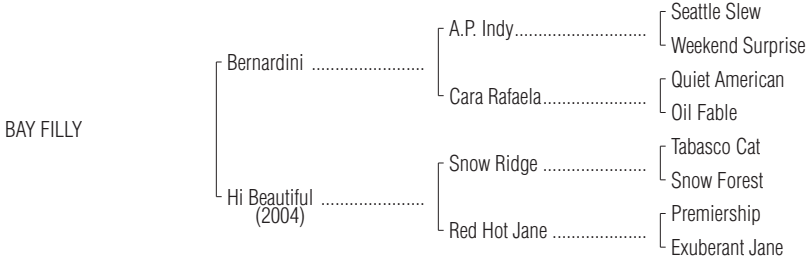 Seattle Slew
A.P. Indy..........................
Weekend Surprise
Bernardini .......................
Quiet American
Cara Rafaela.....................
Oil Fable
BAY FILLY
Tabasco Cat
Snow Ridge .....................
Snow Forest
Hi Beautiful .....................
(2004)
Premiership
Red Hot Jane ...................
Exuberant Jane